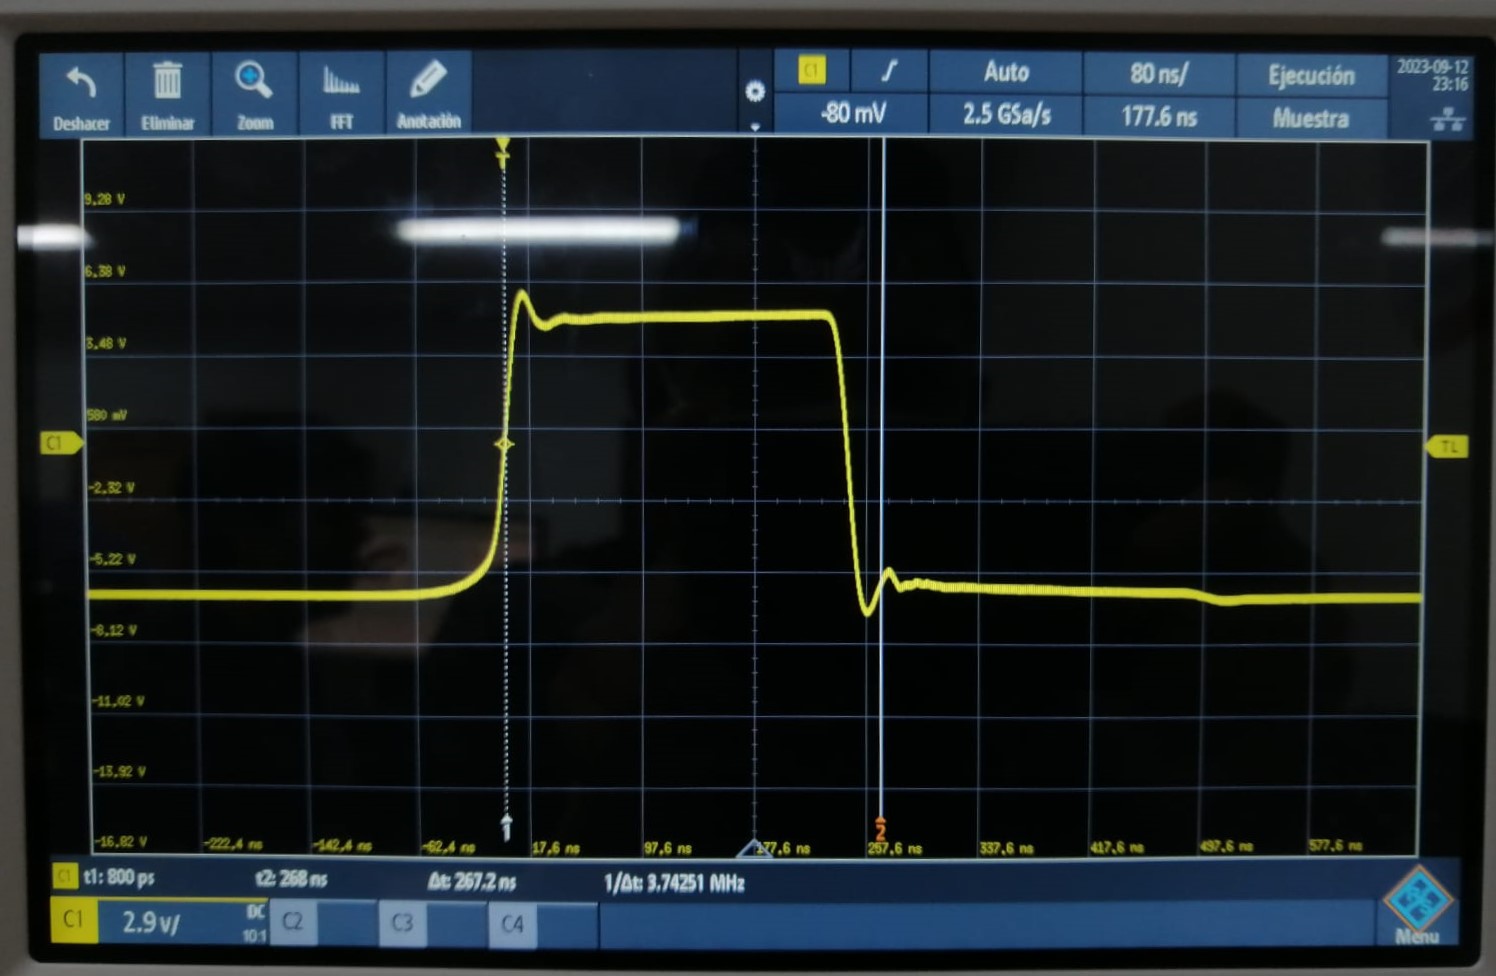 C1
Auto
80 ns/
Ejecución
2023-09-12
23:16
Deshacer
Eliminar
Zoom
FFT
Anotación
-80 mV
2.5 GSa/s
177.6 ns
Muestra
T
9,28 V
6,38 V
3,48 V
580 mV
C1
TL
-2,32 V
-5,22 V
-8,12 V
-11,02 V
-13,92 V
1
2
-16,82 V
-222,4 ns
-142,4 ns
-62,4 ns
17,6 ns
97,6 ns
177,6 ns
257,6 ns
337,6 ns
417,6 ns
497,6 ns
577,6 ns
C1
t1: 800 ps
t2: 268 ns
Δt: 267.2 ns
1/Δt: 3.74251 MHz
C1
2.9 v/
DC
10:1
C2
C3
C4
Menu